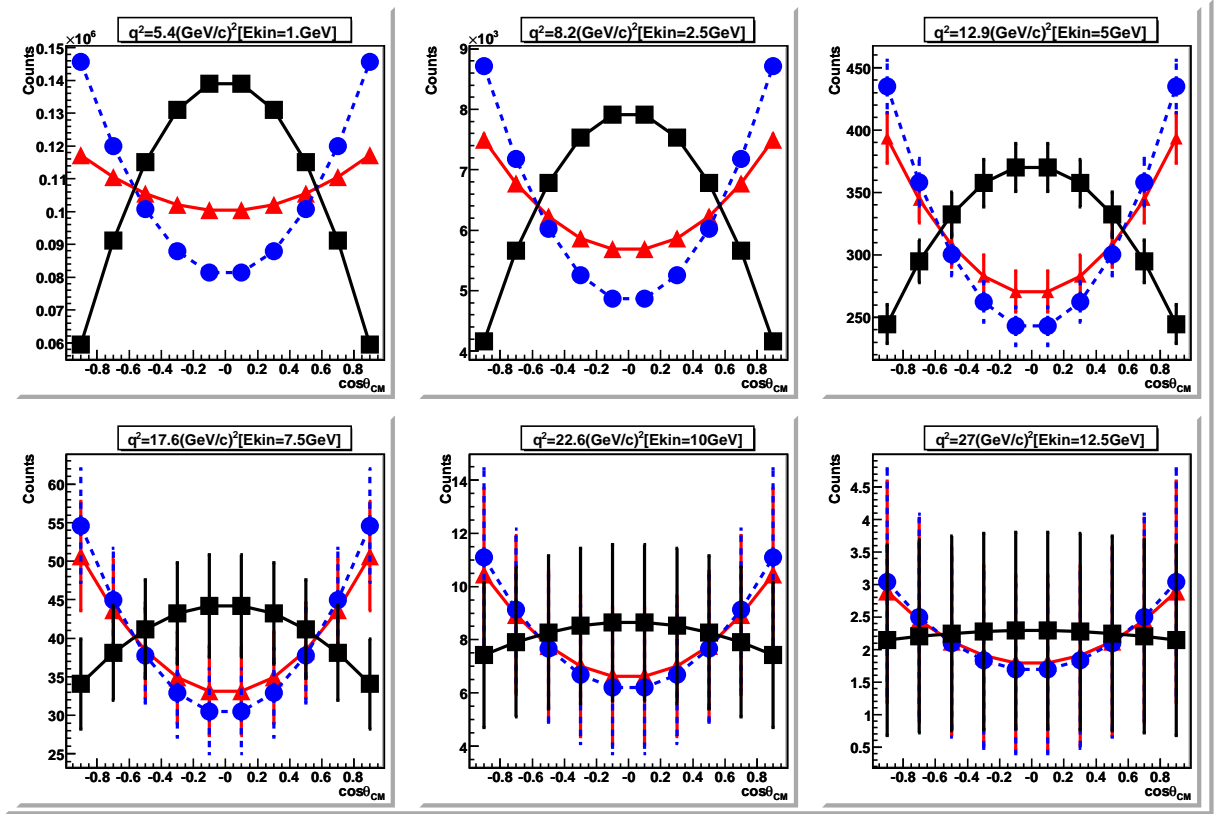 q²=5.4(GeV/c)²[Ekin=1.GeV]
×10⁶
Counts
0.15
0.14
0.13
0.12
0.11
0.1
0.09
0.08
0.07
0.06
-0.8 -0.6 -0.4 -0.2 -0 0.2 0.4 0.6 0.8
cosθCM
q²=8.2(GeV/c)²[Ekin=2.5GeV]
×10³
Counts
9
8
7
6
5
4
-0.8 -0.6 -0.4 -0.2 -0 0.2 0.4 0.6 0.8
cosθCM
q²=12.9(GeV/c)²[Ekin=5GeV]
Counts
450
400
350
300
250
-0.8 -0.6 -0.4 -0.2 -0 0.2 0.4 0.6 0.8
cosθCM
q²=17.6(GeV/c)²[Ekin=7.5GeV]
Counts
60
55
50
45
40
35
30
25
-0.8 -0.6 -0.4 -0.2 -0 0.2 0.4 0.6 0.8
cosθCM
q²=22.6(GeV/c)²[Ekin=10GeV]
Counts
14
12
10
8
6
4
-0.8 -0.6 -0.4 -0.2 -0 0.2 0.4 0.6 0.8
cosθCM
q²=27(GeV/c)²[Ekin=12.5GeV]
Counts
4.5
4
3.5
3
2.5
2
1.5
1
0.5
-0.8 -0.6 -0.4 -0.2 -0 0.2 0.4 0.6 0.8
cosθCM